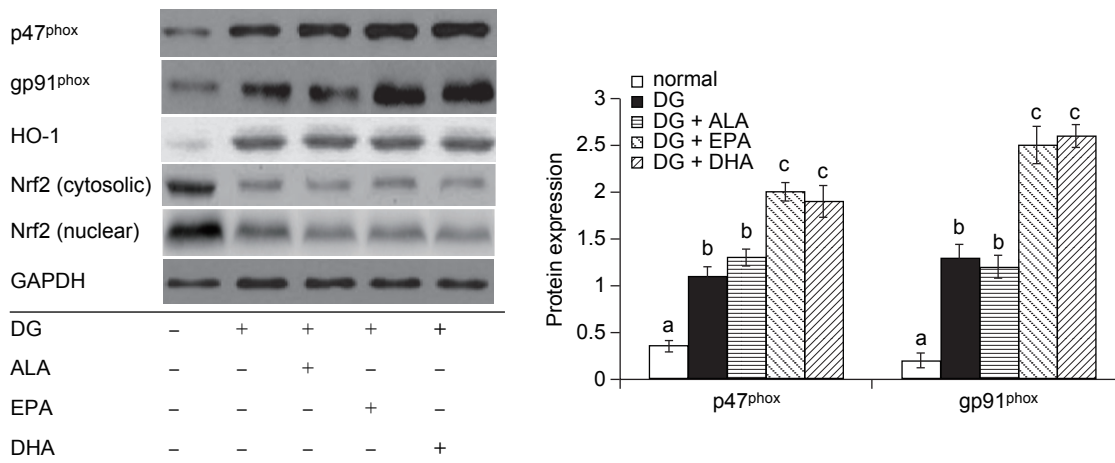 p47phox
gp91phox
HO-1
Nrf2 (cytosolic)
Nrf2 (nuclear)
GAPDH
DG – + + + +
ALA – – + – –
EPA – – – + –
DHA – – – – +
normal
DG
DG + ALA
DG + EPA
DG + DHA
Protein expression
3
2.5
2
1.5
1
0.5
0
a b b c c
a b b c c
p47phox gp91phox